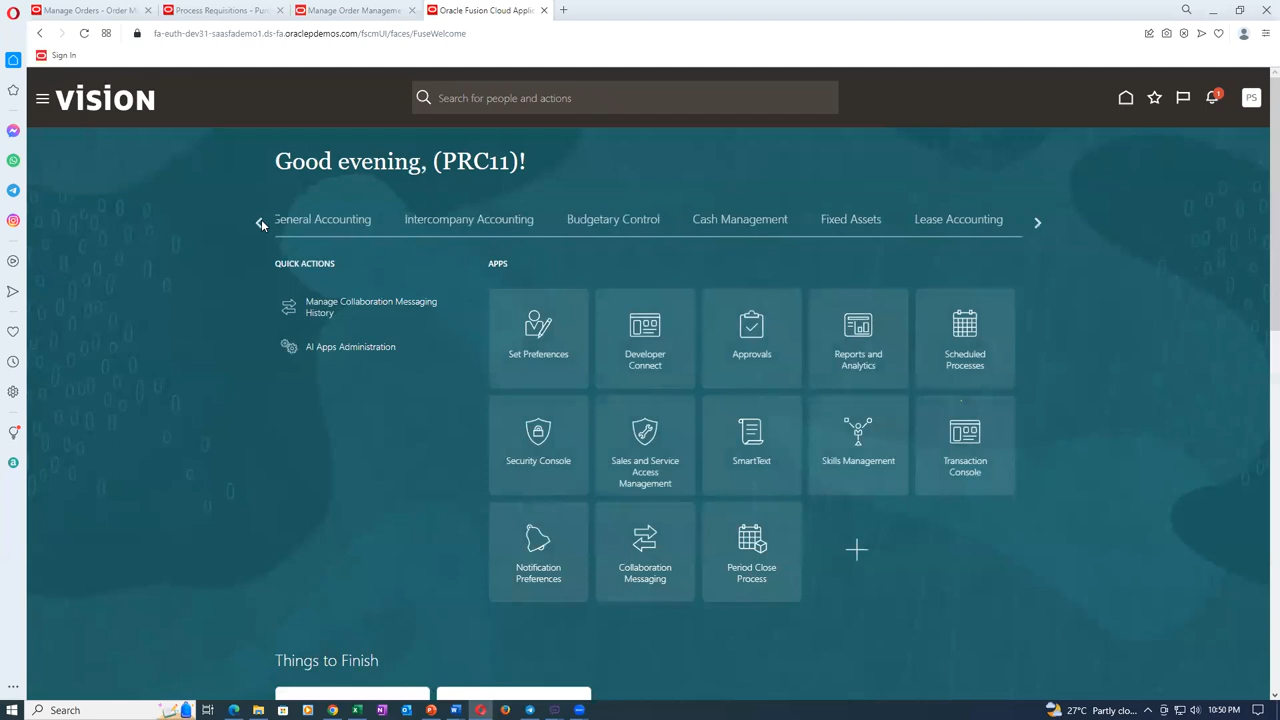 Manage Orders - Order M
Process Requisitions - Pur
Manage Order Manageme
Oracle Fusion Cloud Applic
fa-euth-dev31-saasfademo1.ds-fa.oraclepdemos.com/fscmUI/faces/FuseWelcome
Sign In
VISION
Search for people and actions
1
PS
Good evening, (PRC11)!
General Accounting
Intercompany Accounting
Budgetary Control
Cash Management
Fixed Assets
Lease Accounting
QUICK ACTIONS
APPS
Manage Collaboration Messaging
History
AI Apps Administration
Set Preferences
Developer
Connect
Approvals
Reports and
Analytics
Scheduled
Processes
Security Console
Sales and Service
Access
Management
SmartText
Skills Management
Transaction
Console
Notification
Preferences
Collaboration
Messaging
Period Close
Process
Things to Finish
Search
27°C Partly clo...
10:50 PM